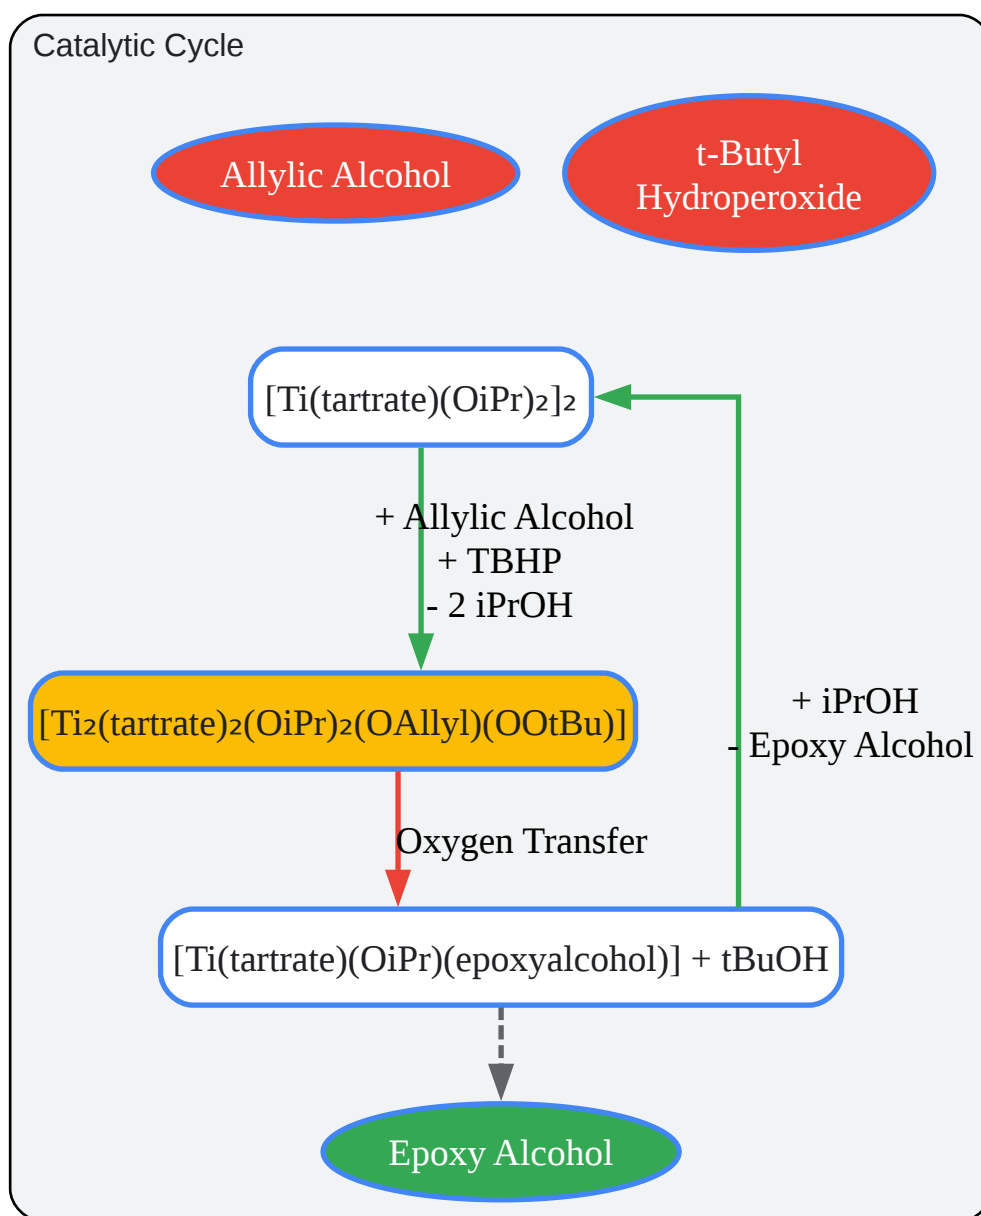 Catalytic Cycle
Allylic Alcohol
t-Butyl
Hydroperoxide
[Ti(tartrate)(OiPr)₂]₂
+ Allylic Alcohol
+ TBHP
- 2 iPrOH
[Ti₂(tartrate)₂(OiPr)₂(OAllyl)(OOtBu)]
+ iPrOH
- Epoxy Alcohol
Oxygen Transfer
[Ti(tartrate)(OiPr)(epoxyalcohol)] + tBuOH
Epoxy Alcohol